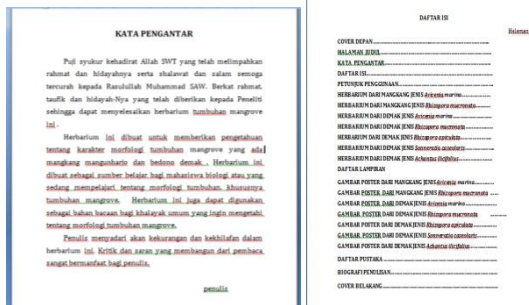 KATA PENGANTAR
Puji syukur kehadirat Allah SWT yang telah melimpahkan
rahmat dan hidayahnya serta shalawat dan salam semoga
tercurah kepada Rasulullah Muhammad SAW. Berkat rahmat,
taufik dan hidayah-Nya yang telah diberikan kepada Peneliti
sehingga dapat menyelesaikan herbarium tumbuhan mangrove
ini.
Herbarium ini dibuat untuk memberikan pengetahuan
tentang karakter morfologi tumbuhan mangrove yang ada
mangkang mangunharjo dan bedono demak. Herbarium ini
dibuat sebagai sumber belajar bagi mahasiswa biologi atau yang
sedang mempelajari tentang morfologi tumbuhan, khususnya
tumbuhan mangrove. Herbarium ini juga dapat digunakan
sebagai bahan bacaan bagi khalayak umum yang ingin mengetahi
tentang morfologi tumbuhan mangrove.
Penulis menyadari akan kekurangan dan kekhilafan dalam
herbarium ini. Kritik dan saran yang membangun dari pembaca
sangat bermanfaat bagi penulis.
penulis
DAFTAR ISI
Halaman
COVER DEPAN
HALAMAN JUDUL
KATA PENGANTAR
DAFTAR ISI
PETUNJUK PENGGUNAAN
HERBARIUM DARI MANGKANG JENIS Avicenia marina
HERBARIUM DARI MANGKANG JENIS Rhizopora mucronata
HERBARIUM DARI DEMAK JENIS Avicenia marina
HERBARIUM DARI DEMAK JENIS Rhizopora mucronata
HERBARIUM DARI DEMAK JENIS Rhizopora apiculata
HERBARIUM DARI DEMAK JENIS Sonneratia caseolaris
HERBARIUM DARI DEMAK JENIS Achantus ilicifolius
DAFTAR LAMPIRAN
GAMBAR POSTER DARI MANGKANG JENIS Avicenia marina
GAMBAR POSTER DARI MANGKANG JENIS Rhizopora mucronata
GAMBAR POSTER DARI DEMAK JENIS Avicenia marina
GAMBAR POSTER DARI DEMAK JENIS Rhizopora mucronata
GAMBAR POSTER DARI DEMAK JENIS Rhizopora apiculata
GAMBAR POSTER DARI DEMAK JENIS Sonneratia caseolaris
GAMBAR POSTER DARI DEMAK JENIS Achantus ilicifolius
DAFTAR PUSTAKA
BIOGRAFI PENULISAN
COVER BELAKANG